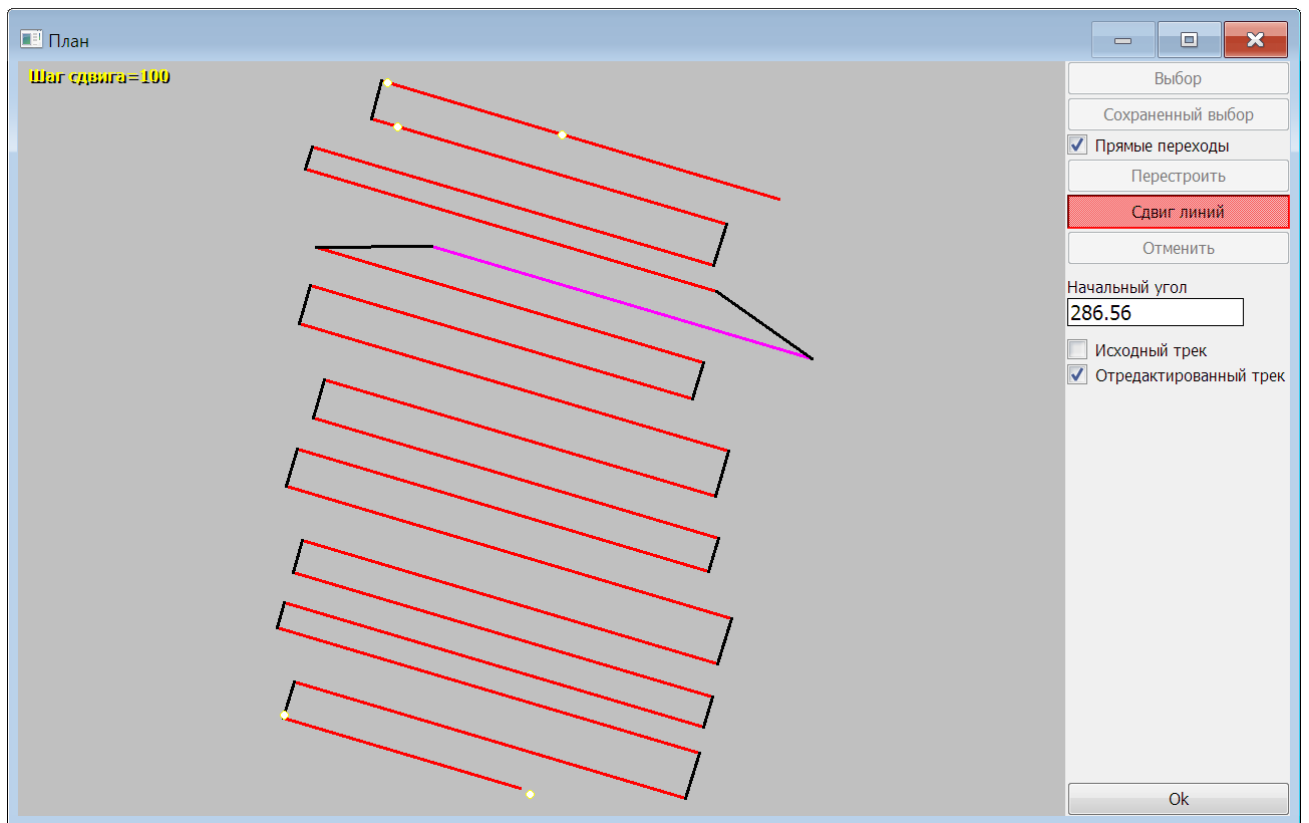 План
Шаг сдвига=100
Выбор
Сохраненный выбор
Прямые переходы
Перестроить
Сдвиг линий
Отменить
Начальный угол
286.56
Исходный трек
Отредактированный трек
Ok